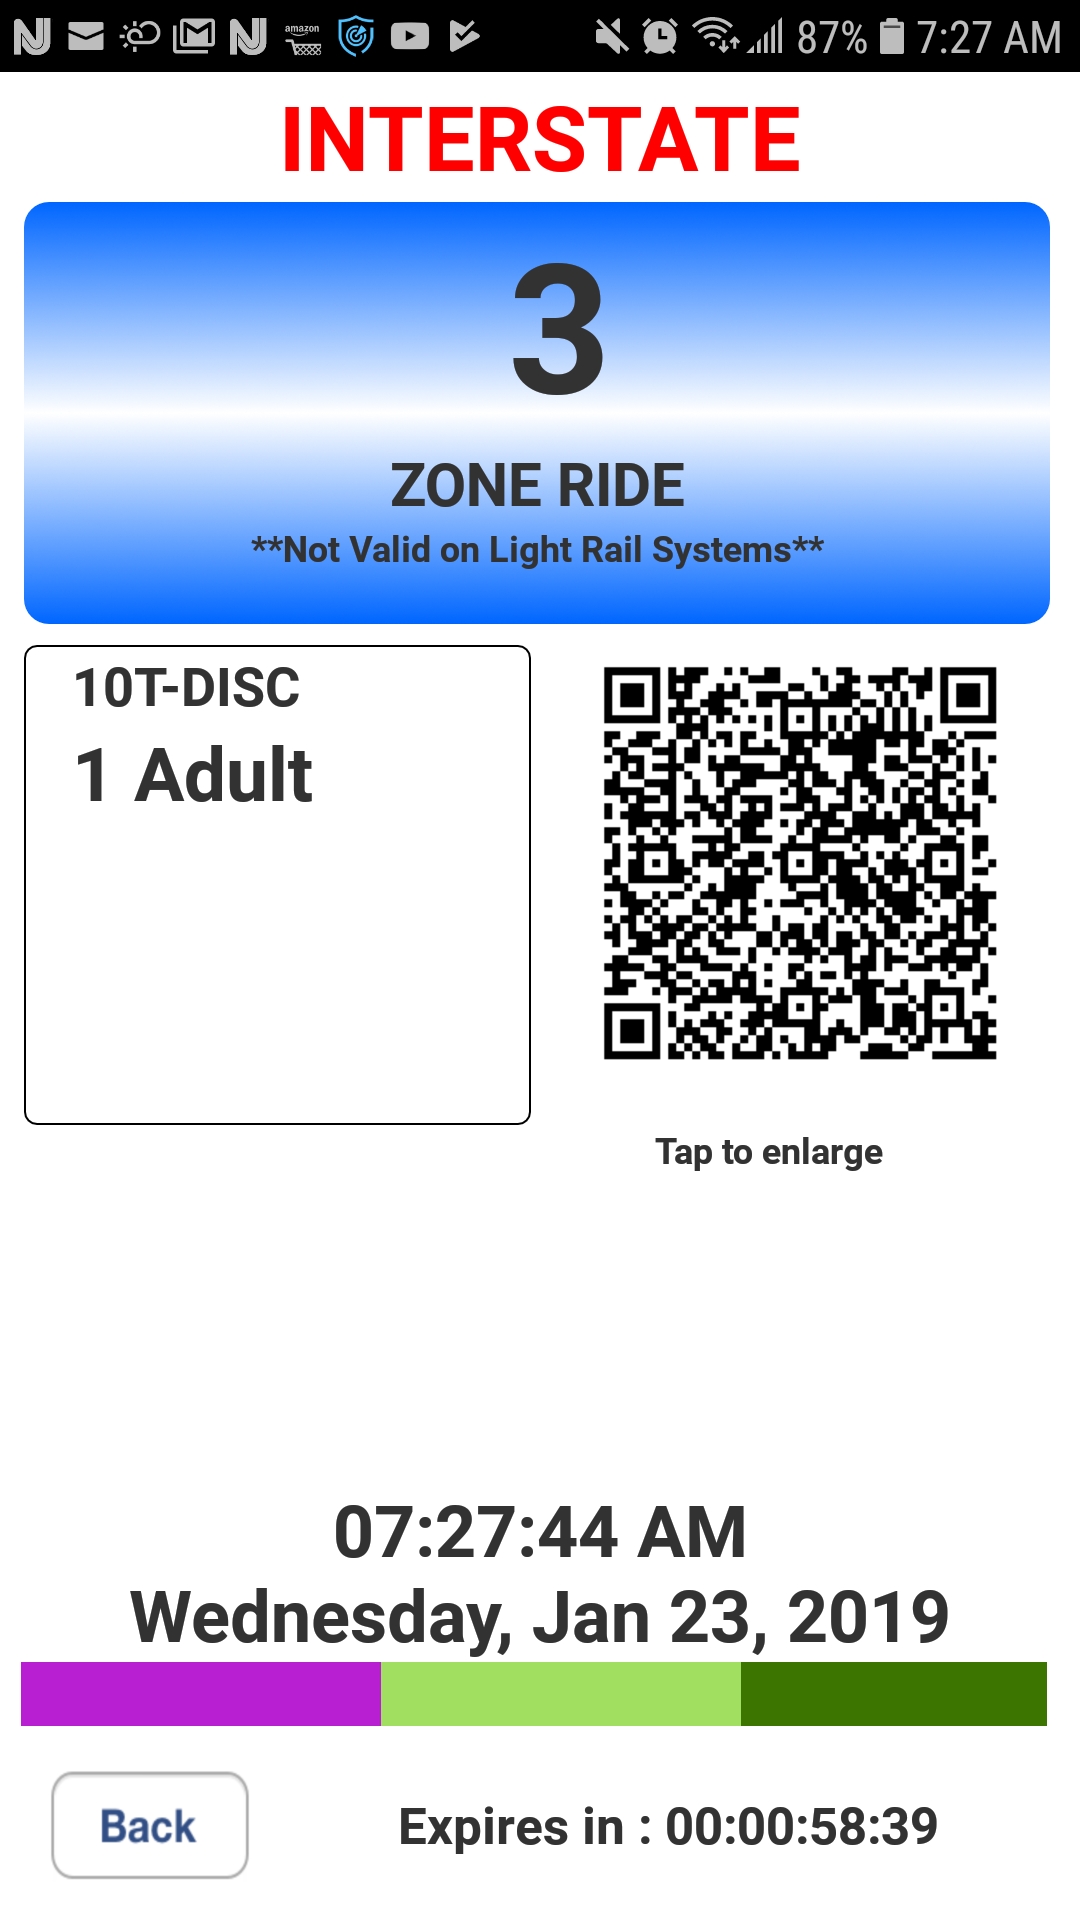 amazon
87% 7:27 AM
INTERSTATE
3
ZONE RIDE
**Not Valid on Light Rail Systems**
10T-DISC
1 Adult
Tap to enlarge
07:27:44 AM
Wednesday, Jan 23, 2019
Back
Expires in : 00:00:58:39